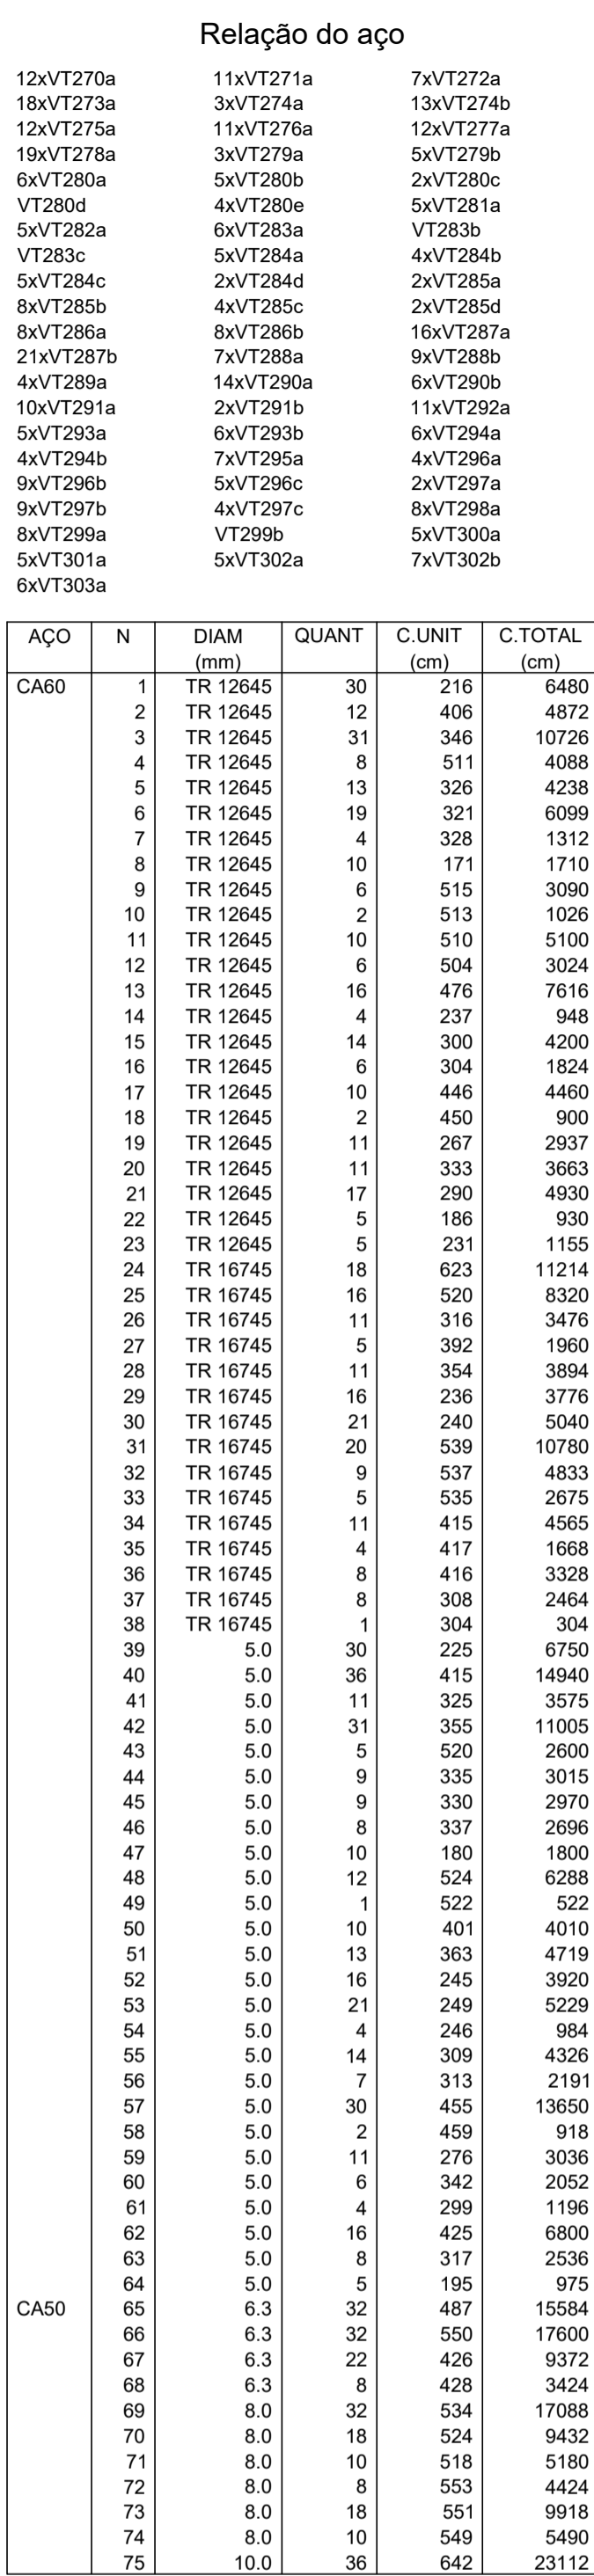 Relação do aço
12xVT270a 11xVT271a 7xVT272a
18xVT273a 3xVT274a 13xVT274b
12xVT275a 11xVT276a 12xVT277a
19xVT278a 3xVT279a 5xVT279b
6xVT280a 5xVT280b 2xVT280c
VT280d 4xVT280e 5xVT281a
5xVT282a 6xVT283a VT283b
VT283c 5xVT284a 4xVT284b
5xVT284c 2xVT284d 2xVT285a
8xVT285b 4xVT285c 2xVT285d
8xVT286a 8xVT286b 16xVT287a
21xVT287b 7xVT288a 9xVT288b
4xVT289a 14xVT290a 6xVT290b
10xVT291a 2xVT291b 11xVT292a
5xVT293a 6xVT293b 6xVT294a
4xVT294b 7xVT295a 4xVT296a
9xVT296b 5xVT296c 2xVT297a
9xVT297b 4xVT297c 8xVT298a
8xVT299a VT299b 5xVT300a
5xVT301a 5xVT302a 7xVT302b
6xVT303a
AÇO N DIAM QUANT C.UNIT C.TOTAL
(mm) (cm) (cm)
CA60 1 TR 12645 30 216 6480
2 TR 12645 12 406 4872
3 TR 12645 31 346 10726
4 TR 12645 8 511 4088
5 TR 12645 13 326 4238
6 TR 12645 19 321 6099
7 TR 12645 4 328 1312
8 TR 12645 10 171 1710
9 TR 12645 6 515 3090
10 TR 12645 2 513 1026
11 TR 12645 10 510 5100
12 TR 12645 6 504 3024
13 TR 12645 16 476 7616
14 TR 12645 4 237 948
15 TR 12645 14 300 4200
16 TR 12645 6 304 1824
17 TR 12645 10 446 4460
18 TR 12645 2 450 900
19 TR 12645 11 267 2937
20 TR 12645 11 333 3663
21 TR 12645 17 290 4930
22 TR 12645 5 186 930
23 TR 12645 5 231 1155
24 TR 16745 18 623 11214
25 TR 16745 16 520 8320
26 TR 16745 11 316 3476
27 TR 16745 5 392 1960
28 TR 16745 11 354 3894
29 TR 16745 16 236 3776
30 TR 16745 21 240 5040
31 TR 16745 20 539 10780
32 TR 16745 9 537 4833
33 TR 16745 5 535 2675
34 TR 16745 11 415 4565
35 TR 16745 4 417 1668
36 TR 16745 8 416 3328
37 TR 16745 8 308 2464
38 TR 16745 1 304 304
39 5.0 30 225 6750
40 5.0 36 415 14940
41 5.0 11 325 3575
42 5.0 31 355 11005
43 5.0 5 520 2600
44 5.0 9 335 3015
45 5.0 9 330 2970
46 5.0 8 337 2696
47 5.0 10 180 1800
48 5.0 12 524 6288
49 5.0 1 522 522
50 5.0 10 401 4010
51 5.0 13 363 4719
52 5.0 16 245 3920
53 5.0 21 249 5229
54 5.0 4 246 984
55 5.0 14 309 4326
56 5.0 7 313 2191
57 5.0 30 455 13650
58 5.0 2 459 918
59 5.0 11 276 3036
60 5.0 6 342 2052
61 5.0 4 299 1196
62 5.0 16 425 6800
63 5.0 8 317 2536
64 5.0 5 195 975
CA50 65 6.3 32 487 15584
66 6.3 32 550 17600
67 6.3 22 426 9372
68 6.3 8 428 3424
69 8.0 32 534 17088
70 8.0 18 524 9432
71 8.0 10 518 5180
72 8.0 8 553 4424
73 8.0 18 551 9918
74 8.0 10 549 5490
75 10.0 36 642 23112